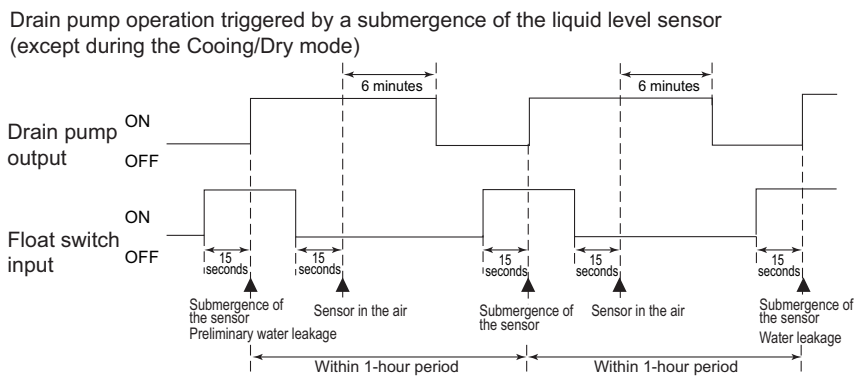 Drain pump operation triggered by a submergence of the liquid level sensor
(except during the Cooing/Dry mode)
6 minutes
6 minutes
Drain pump
output
ON
OFF
Float switch
input
ON
OFF
15
seconds
15
seconds
15
seconds
15
seconds
15
seconds
Submergence of
the sensor
Preliminary water leakage
Sensor in the air
Submergence of
the sensor
Sensor in the air
Submergence of
the sensor
Water leakage
Within 1-hour period
Within 1-hour period